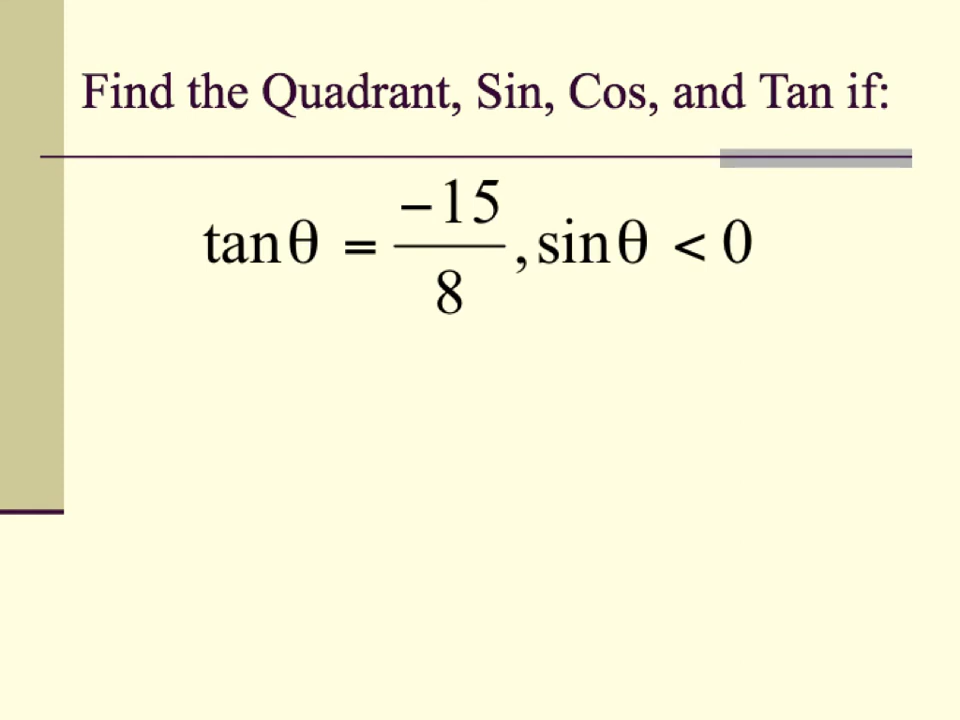 Find the Quadrant, Sin, Cos, and Tan if:
tanθ = −15/8 , sinθ < 0